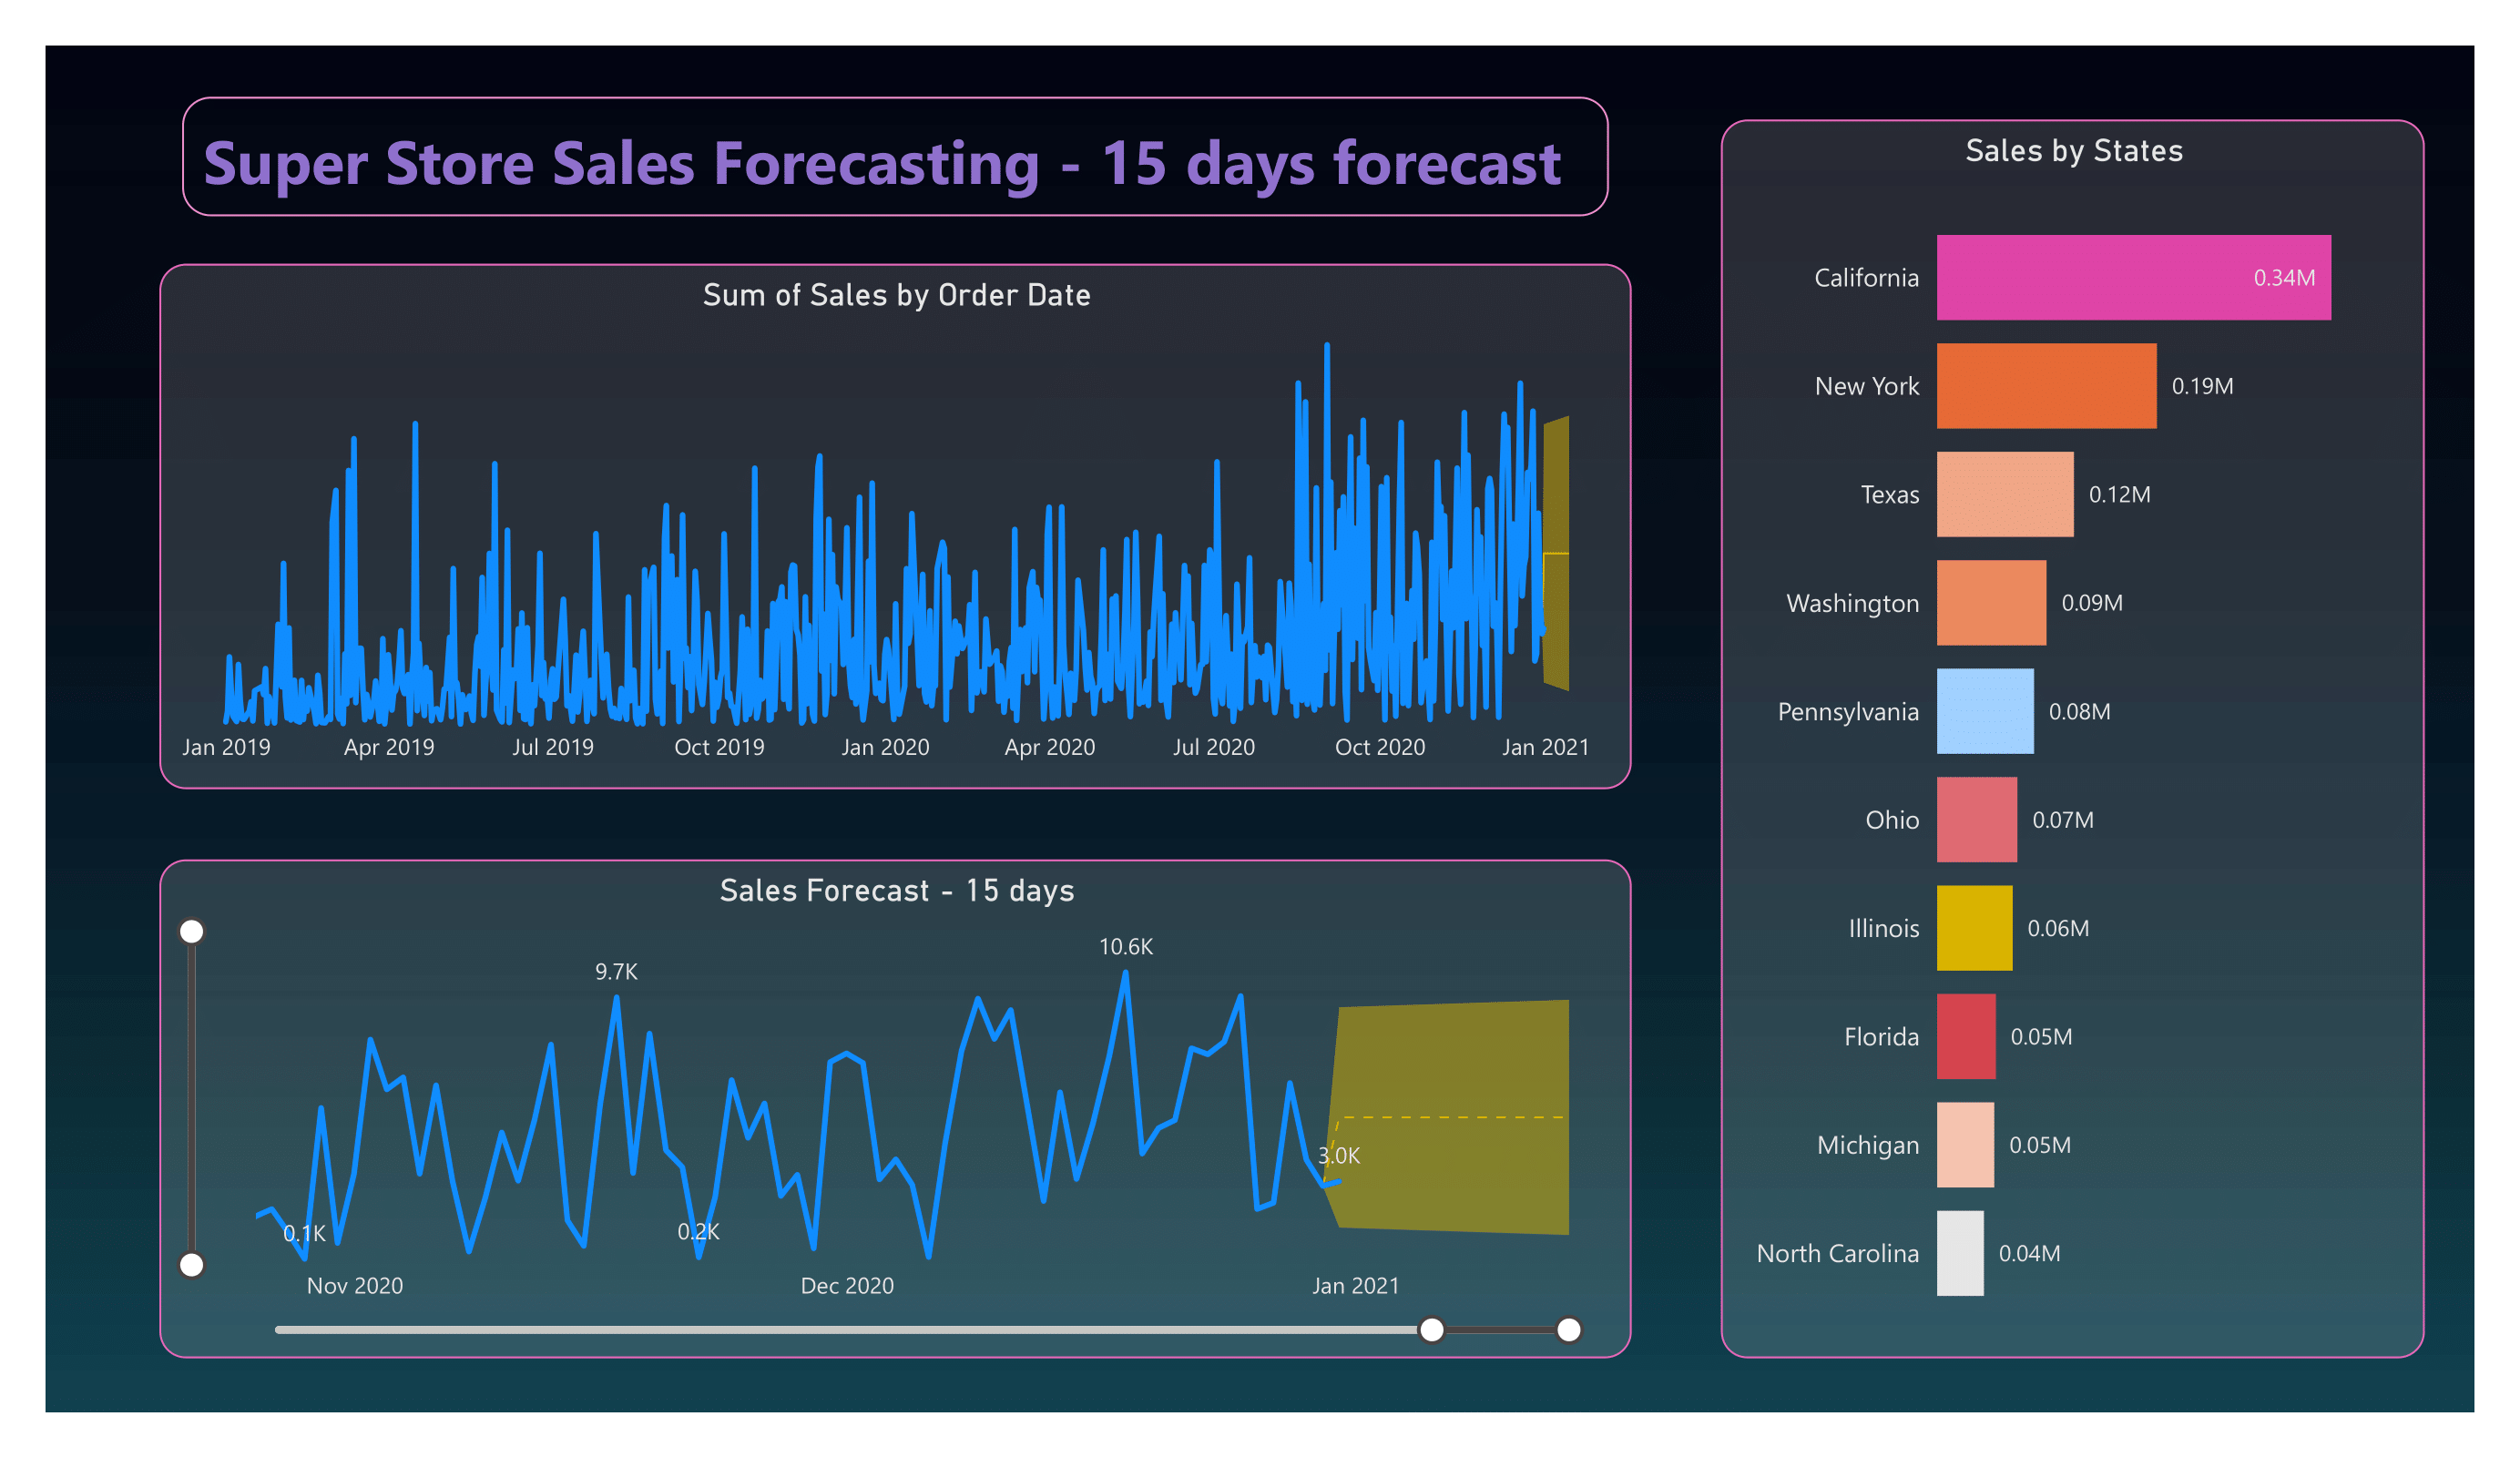 Super Store Sales Forecasting - 15 days forecast
Sum of Sales by Order Date
Jan 2019 Apr 2019 Jul 2019 Oct 2019 Jan 2020 Apr 2020 Jul 2020 Oct 2020 Jan 2021
Sales Forecast - 15 days
10.6K
9.7K
3.0K
0.1K 0.2K
Nov 2020 Dec 2020 Jan 2021
Sales by States
California 0.34M
New York 0.19M
Texas 0.12M
Washington 0.09M
Pennsylvania 0.08M
Ohio 0.07M
Illinois 0.06M
Florida 0.05M
Michigan 0.05M
North Carolina 0.04M